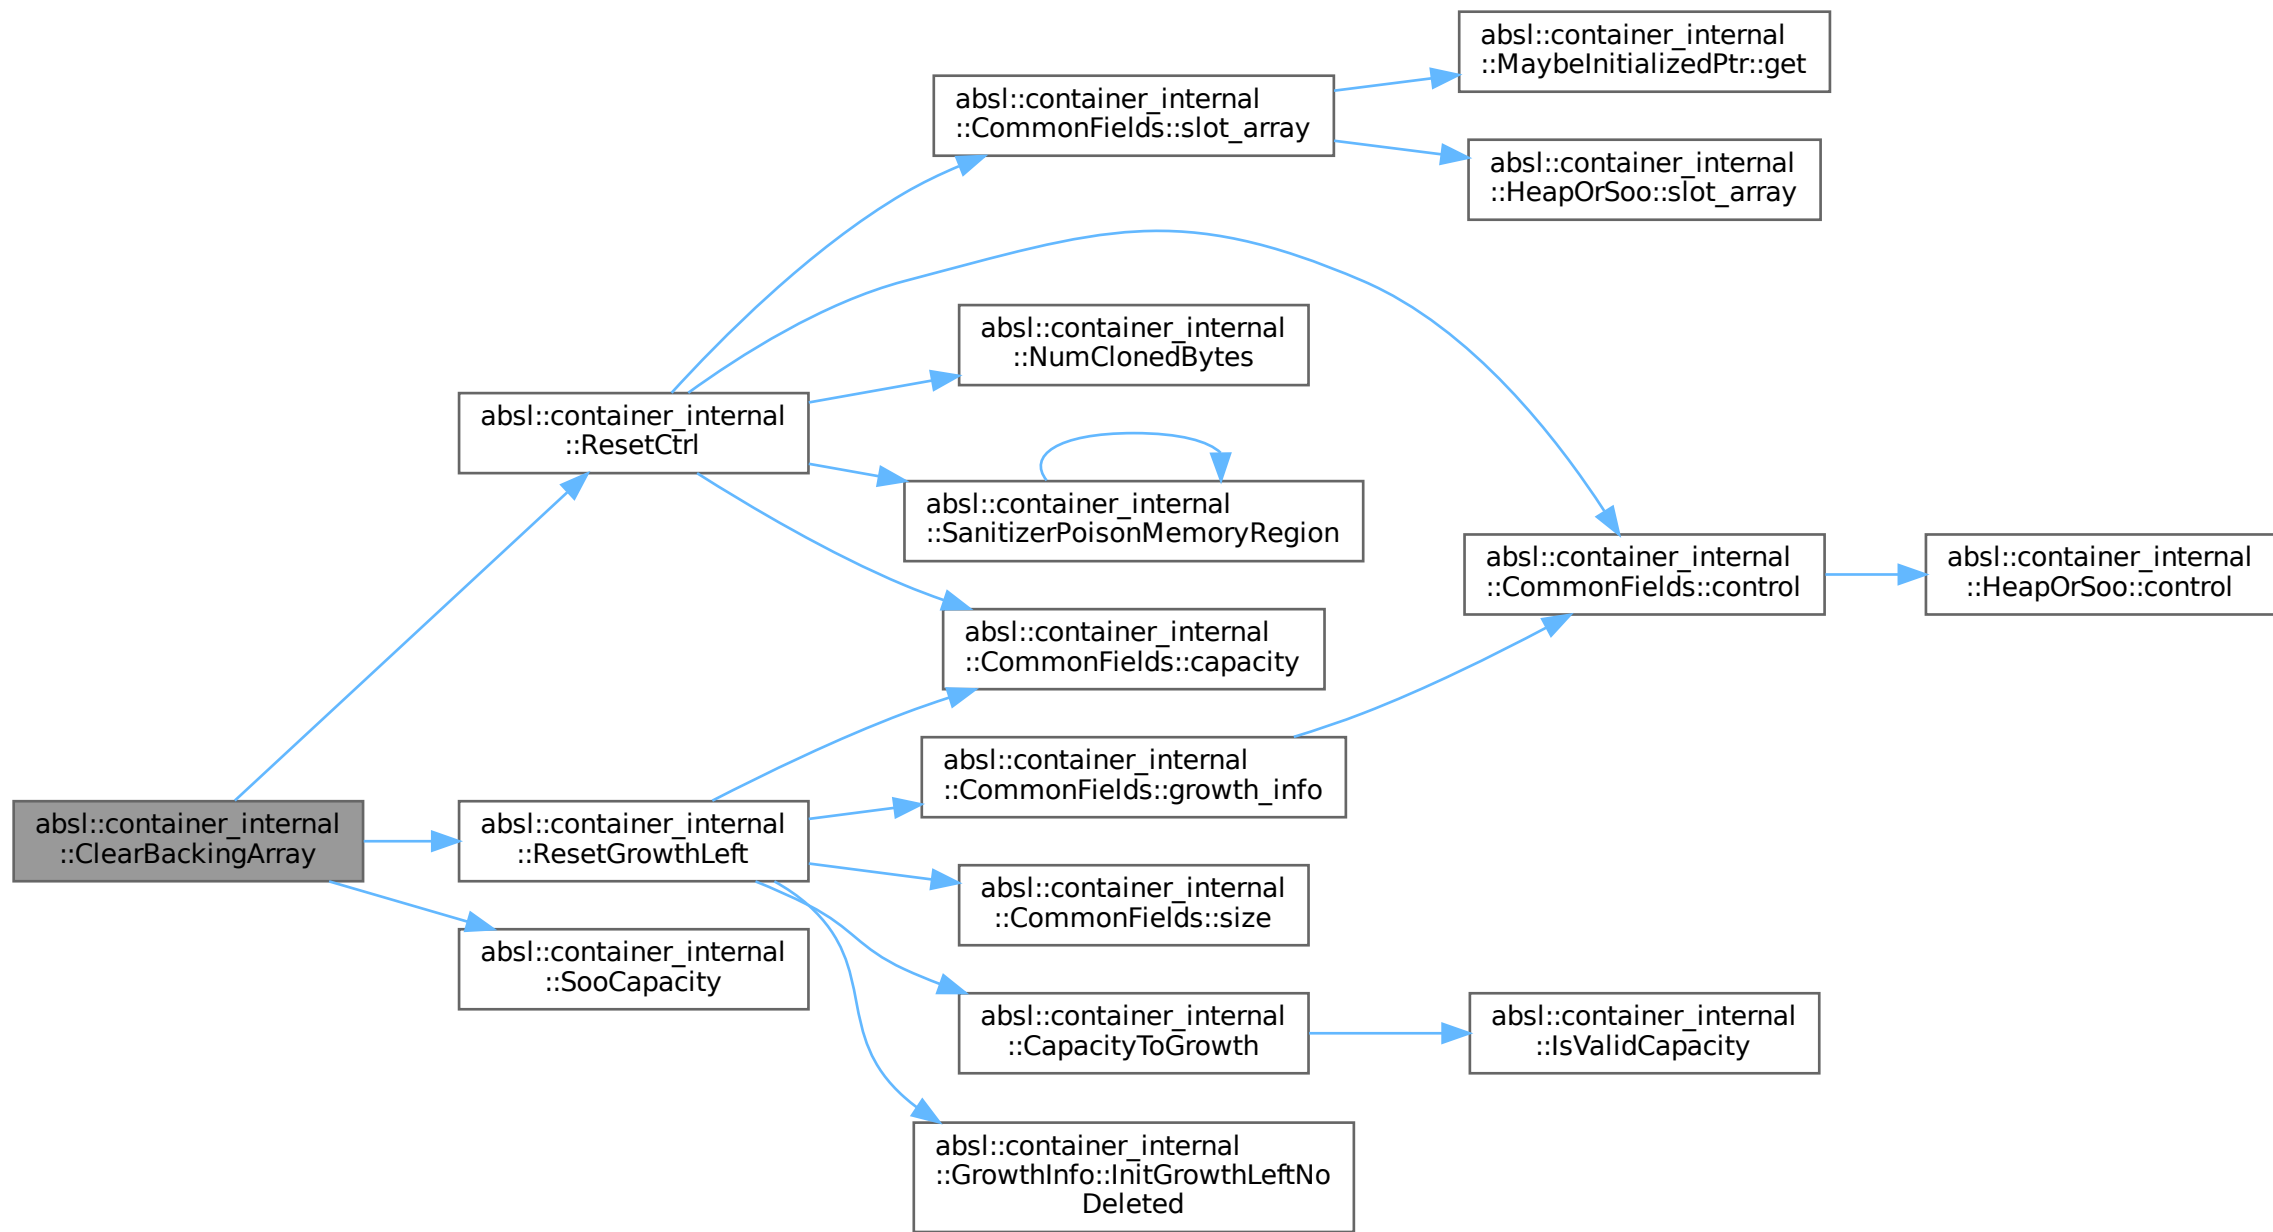 absl::container_internal
::MaybeInitializedPtr::get
absl::container_internal
::CommonFields::slot_array
absl::container_internal
::HeapOrSoo::slot_array
absl::container_internal
::NumClonedBytes
absl::container_internal
::ResetCtrl
absl::container_internal
::SanitizerPoisonMemoryRegion
absl::container_internal
::CommonFields::control
absl::container_internal
::HeapOrSoo::control
absl::container_internal
::CommonFields::capacity
absl::container_internal
::CommonFields::growth_info
absl::container_internal
::ClearBackingArray
absl::container_internal
::ResetGrowthLeft
absl::container_internal
::CommonFields::size
absl::container_internal
::SooCapacity
absl::container_internal
::CapacityToGrowth
absl::container_internal
::IsValidCapacity
absl::container_internal
::GrowthInfo::InitGrowthLeftNo
Deleted